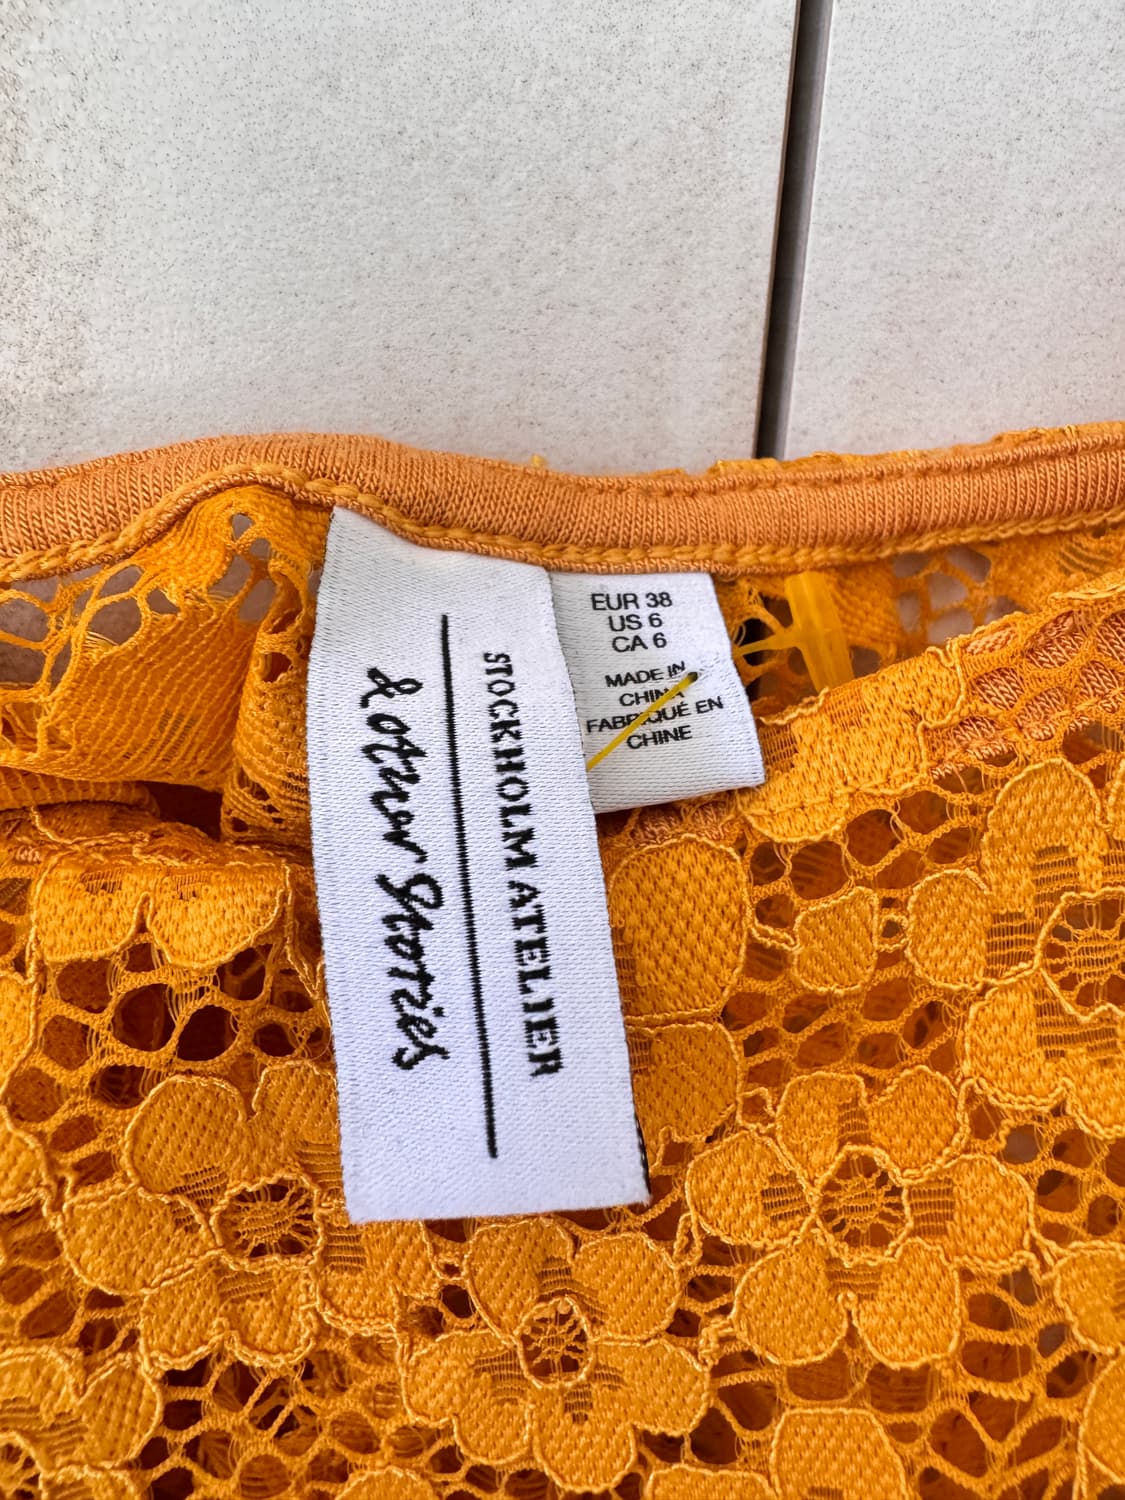 & other Stories
STOCKHOLM ATELIER
EUR 38
US 6
CA 6
MADE IN
CHINA
FABRIQUÉ EN
CHINE